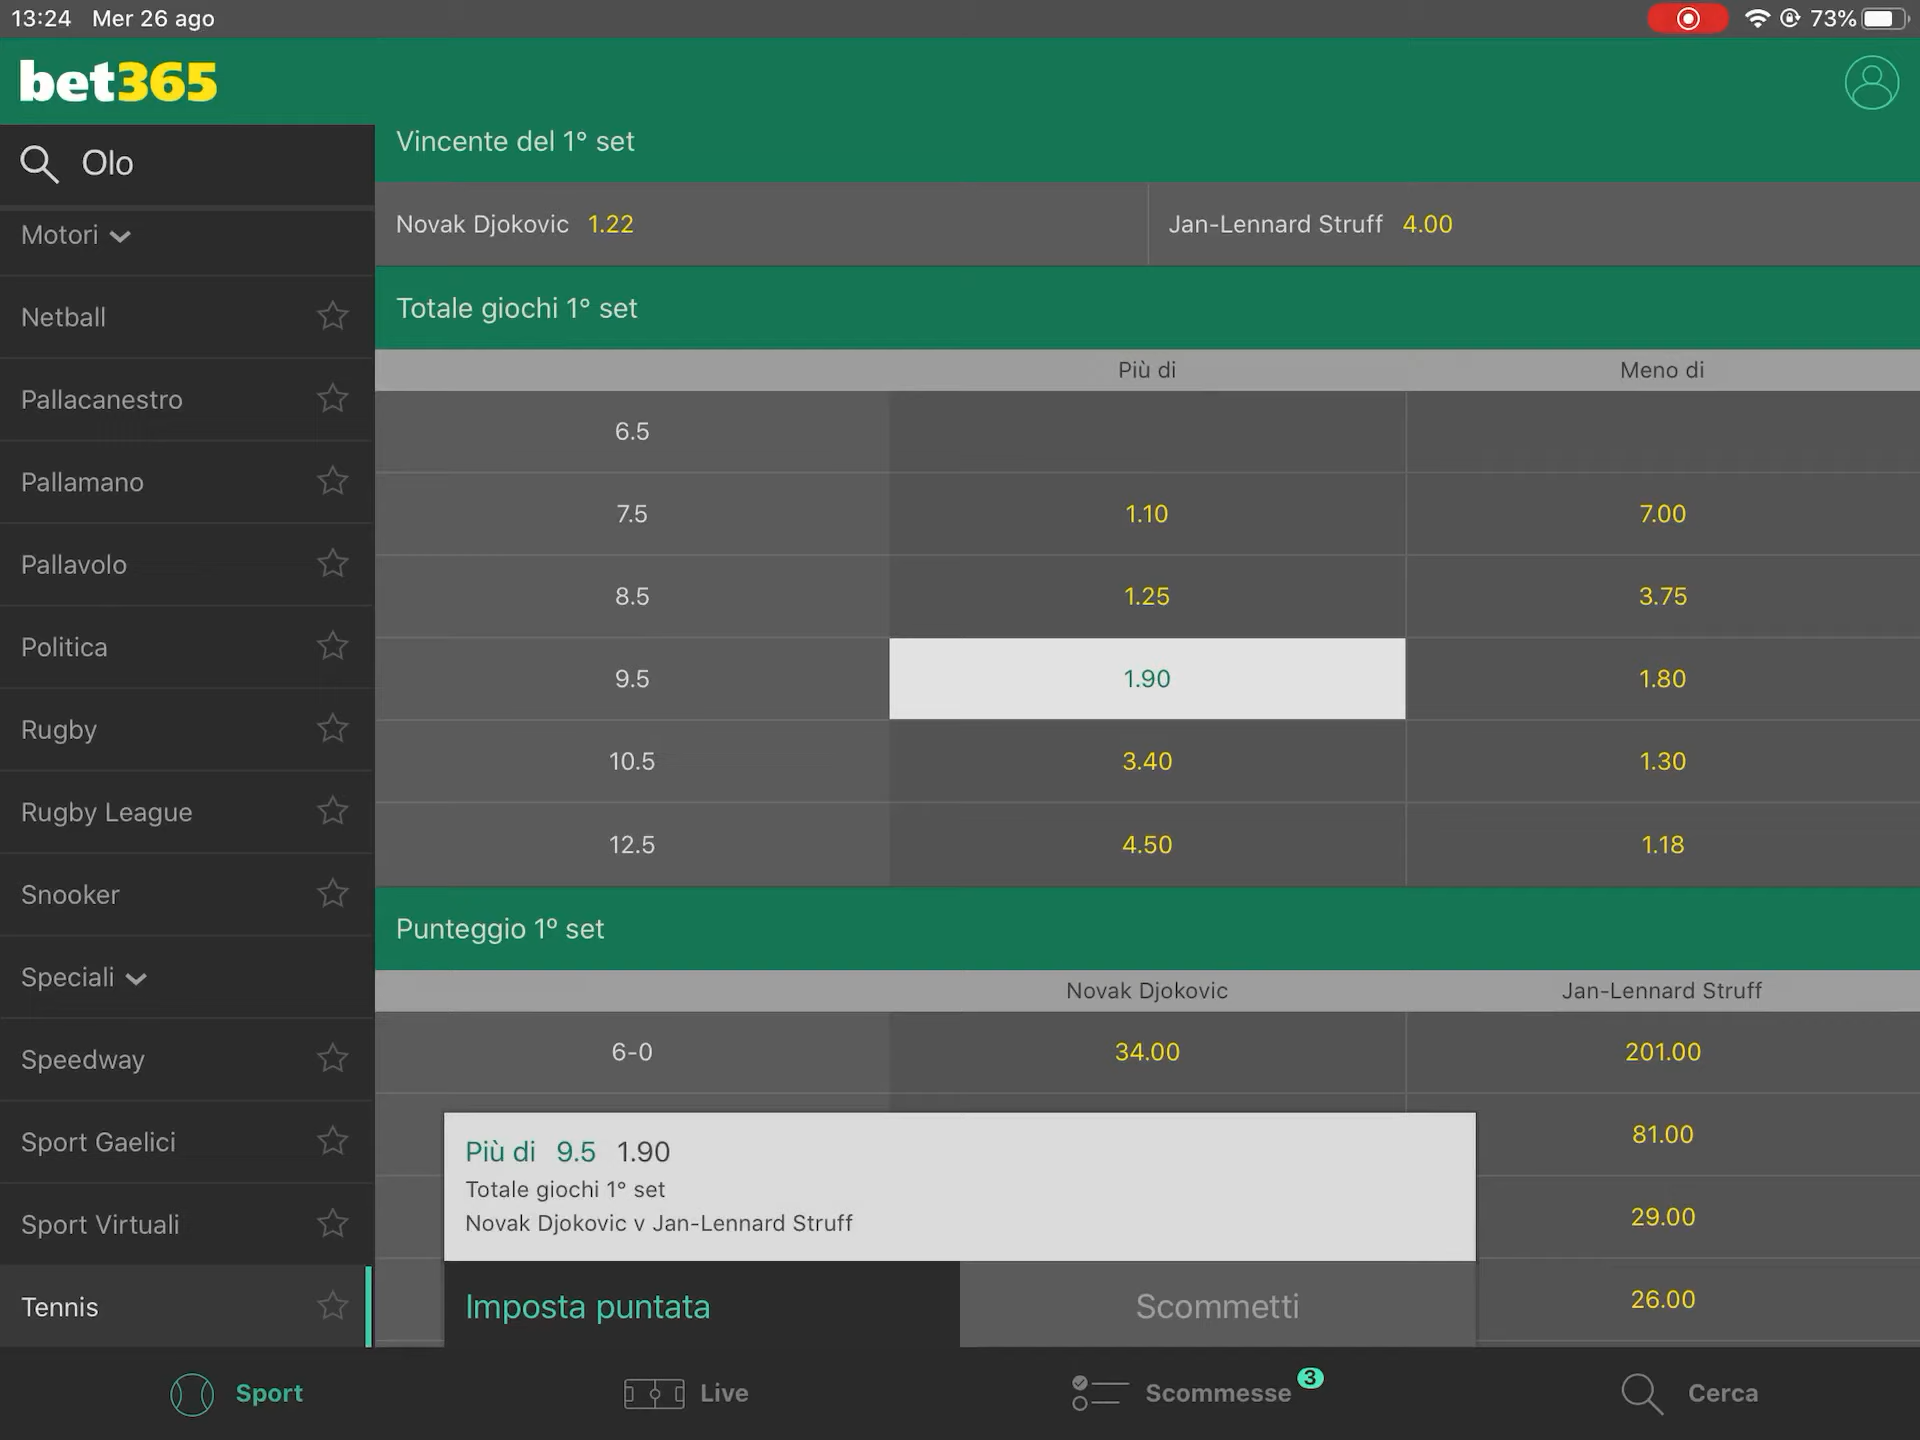 13:24 Mer 26 ago
73%
bet365
Olo
Motori
Netball
Pallacanestro
Pallamano
Pallavolo
Politica
Rugby
Rugby League
Snooker
Speciali
Speedway
Sport Gaelici
Sport Virtuali
Tennis
Vincente del 1° set
Novak Djokovic 1.22
Jan-Lennard Struff 4.00
Totale giochi 1° set
Più di Meno di
6.5
7.5 1.10 7.00
8.5 1.25 3.75
9.5 1.90 1.80
10.5 3.40 1.30
12.5 4.50 1.18
Punteggio 1º set
Novak Djokovic Jan-Lennard Struff
6-0 34.00 201.00
81.00
29.00
26.00
Più di 9.5 1.90
Totale giochi 1° set
Novak Djokovic v Jan-Lennard Struff
Imposta puntata Scommetti
Sport Live Scommesse 3 Cerca